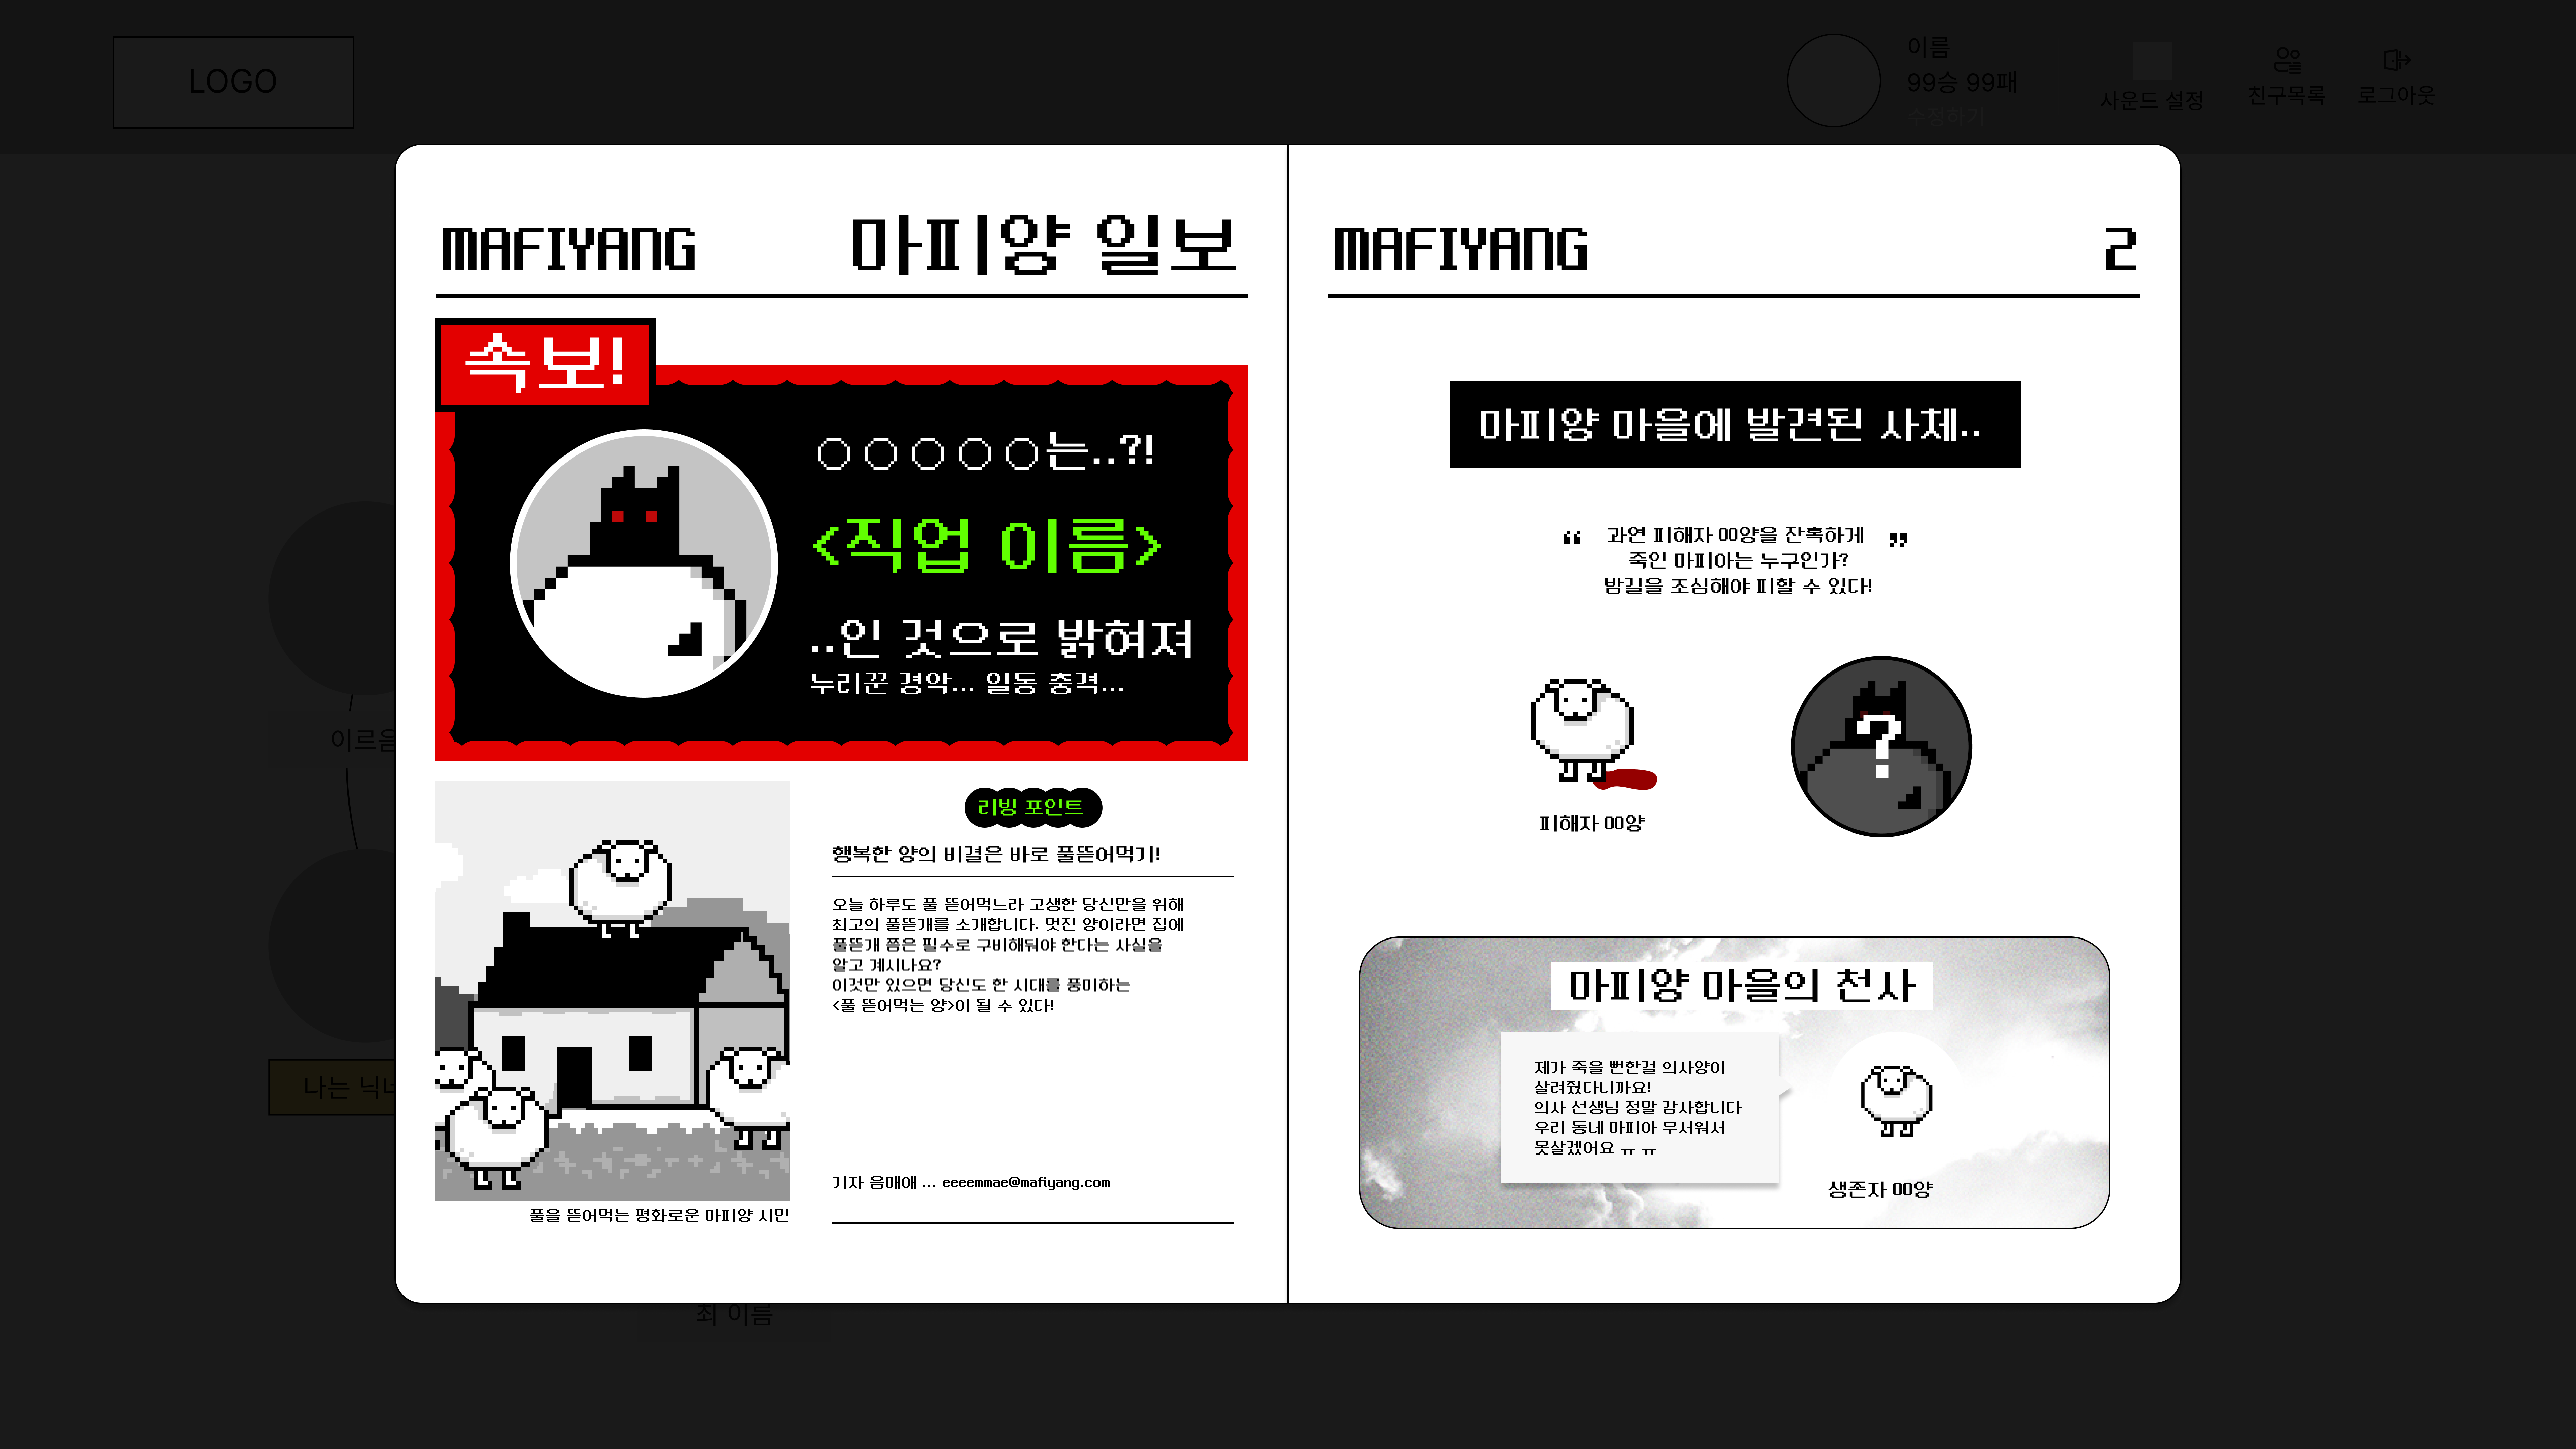 LOGO
이름
99승 99패
수정하기
사운드 설정
친구목록
로그아웃
MAFIYANG
마피양 일보
속보!
○○○○○는..?!
<직업 이름>
..인 것으로 밝혀져
누리꾼 경악... 일동 충격...
풀을 뜯어먹는 평화로운 마피양 시민
리빙 포인트
행복한 양의 비결은 바로 풀뜯어먹기!
오늘 하루도 풀 뜯어먹느라 고생한 당신만을 위해
최고의 풀뜯개를 소개합니다. 멋진 양이라면 집에
풀뜯개 쯤은 필수로 구비해둬야 한다는 사실을
알고 계시나요?
이것만 있으면 당신도 한 시대를 풍미하는
<풀 뜯어먹는 양>이 될 수 있다!
기자 음매애 ... eeeemmae@mafiyang.com
MAFIYANG
2
마피양 마을에 발견된 사체..
“ 과연 피해자 00양을 잔혹하게 ”
죽인 마피아는 누구인가?
밤길을 조심해야 피할 수 있다!
피해자 00양
?
마피양 마을의 천사
제가 죽을 뻔한걸 의사양이
살려줬다니까요!
의사 선생님 정말 감사합니다
우리 동네 마피아 무서워서
못살겠어요 ㅠㅠ
생존자 00양
이르음
나는 닉네
최 이름